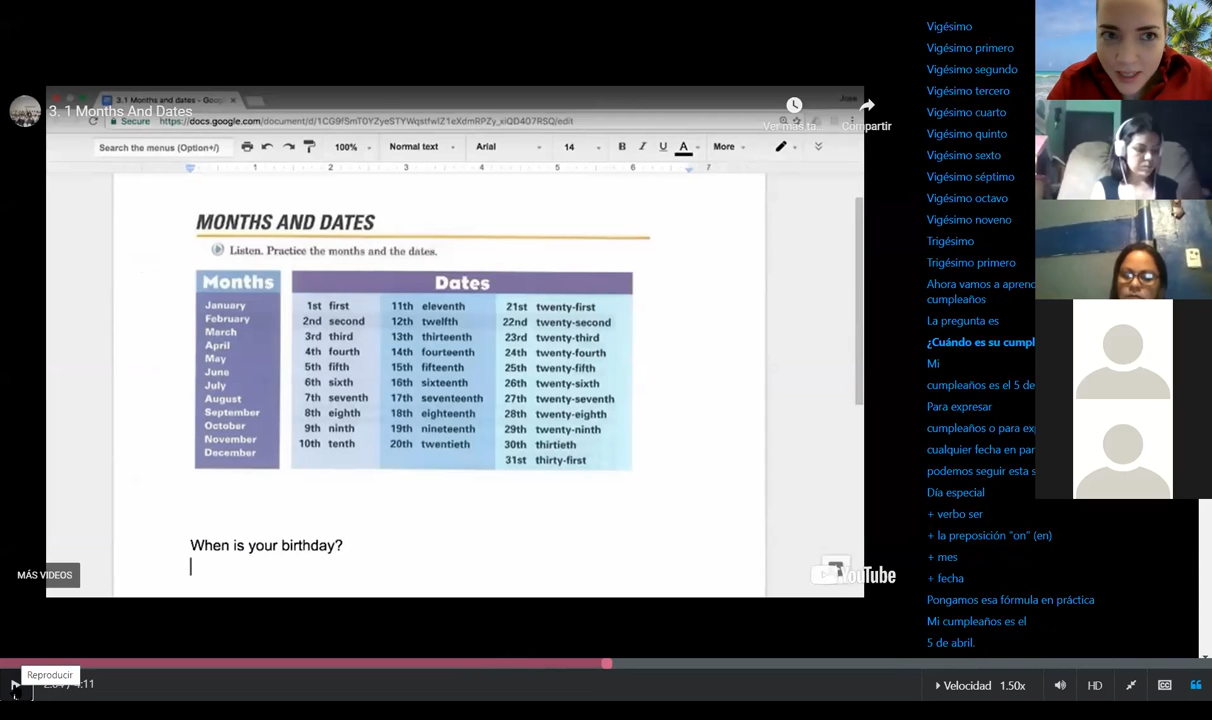 3. 1 Months And Dates
Secure https://docs.google.com/document/d/1CG9fSmT0YZyeSTYWqstfwIZ1eXdmRPZy_xiQD407RSQ/edit
Compartir
Search the menus (Option+/)
100%
Normal text
Arial
14
B I U A
More
1 2 3 4 5 6 7
MONTHS AND DATES
Listen. Practice the months and the dates.
Months
January
February
March
April
May
June
July
August
September
October
November
December
Dates
1st first
2nd second
3rd third
4th fourth
5th fifth
6th sixth
7th seventh
8th eighth
9th ninth
10th tenth
11th eleventh
12th twelfth
13th thirteenth
14th fourteenth
15th fifteenth
16th sixteenth
17th seventeenth
18th eighteenth
19th nineteenth
20th twentieth
21st twenty-first
22nd twenty-second
23rd twenty-third
24th twenty-fourth
25th twenty-fifth
26th twenty-sixth
27th twenty-seventh
28th twenty-eighth
29th twenty-ninth
30th thirtieth
31st thirty-first
When is your birthday?
MÁS VIDEOS
YouTube
Reproducir
4:11
Velocidad 1.50x
HD
CC
Vigésimo
Vigésimo primero
Vigésimo segundo
Vigésimo tercero
Vigésimo cuarto
Vigésimo quinto
Vigésimo sexto
Vigésimo séptimo
Vigésimo octavo
Vigésimo noveno
Trigésimo
Trigésimo primero
Ahora vamos a
cumpleaños
La pregunta es
¿Cuándo es su
Mi
cumpleaños es el 5 de
Para expresar
cumpleaños o para
cualquier fecha en
podemos seguir esta
Día especial
+ verbo ser
+ la preposición "on" (en)
+ mes
+ fecha
Pongamos esa fórmula en práctica
Mi cumpleaños es el
5 de abril.